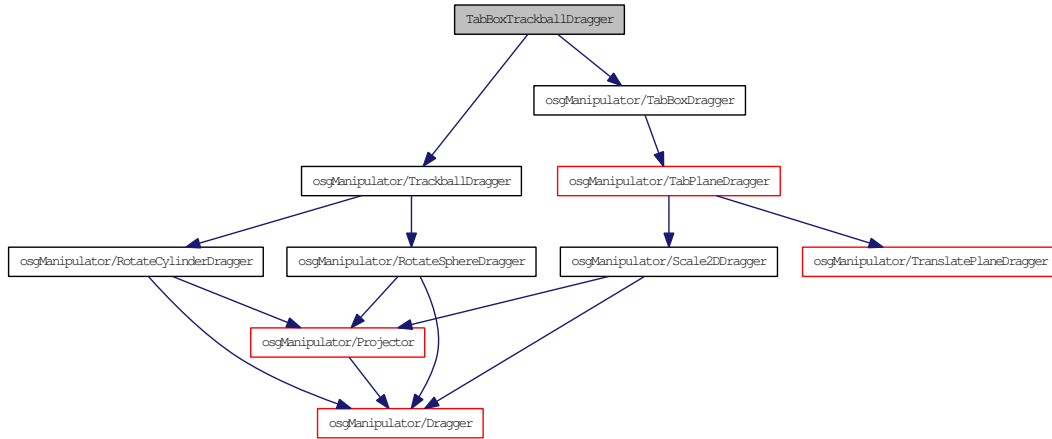 TabBoxTrackballDragger
osgManipulator/TabBoxDragger
osgManipulator/TrackballDragger
osgManipulator/TabPlaneDragger
osgManipulator/RotateCylinderDragger
osgManipulator/RotateSphereDragger
osgManipulator/Scale2DDragger
osgManipulator/TranslatePlaneDragger
osgManipulator/Projector
osgManipulator/Dragger